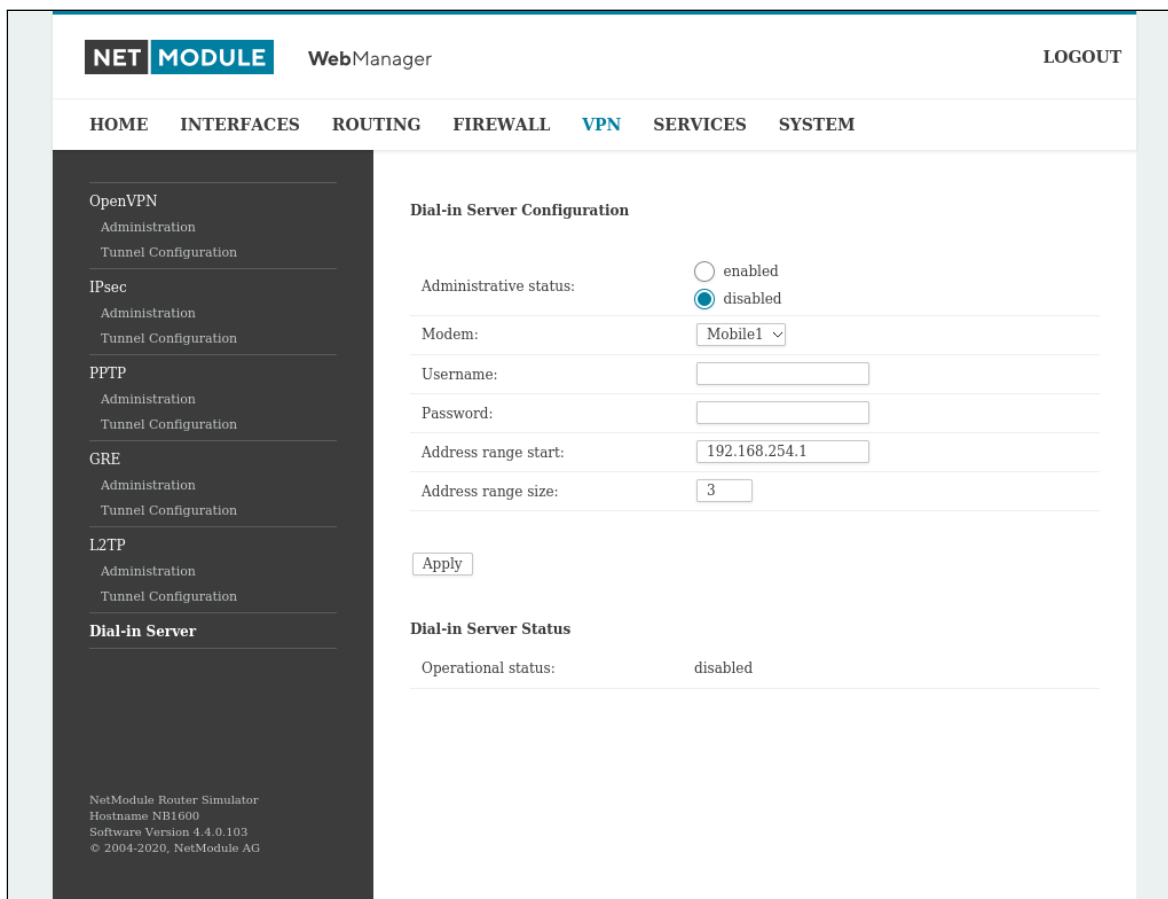 NET MODULE WebManager LOGOUT
HOME INTERFACES ROUTING FIREWALL VPN SERVICES SYSTEM
OpenVPN
Administration
Tunnel Configuration
IPsec
Administration
Tunnel Configuration
PPTP
Administration
Tunnel Configuration
GRE
Administration
Tunnel Configuration
L2TP
Administration
Tunnel Configuration
Dial-in Server
NetModule Router Simulator
Hostname NB1600
Software Version 4.4.0.103
© 2004-2020, NetModule AG
Dial-in Server Configuration
Administrative status: enabled
disabled
Modem: Mobile1
Username:
Password:
Address range start: 192.168.254.1
Address range size: 3
Apply
Dial-in Server Status
Operational status: disabled